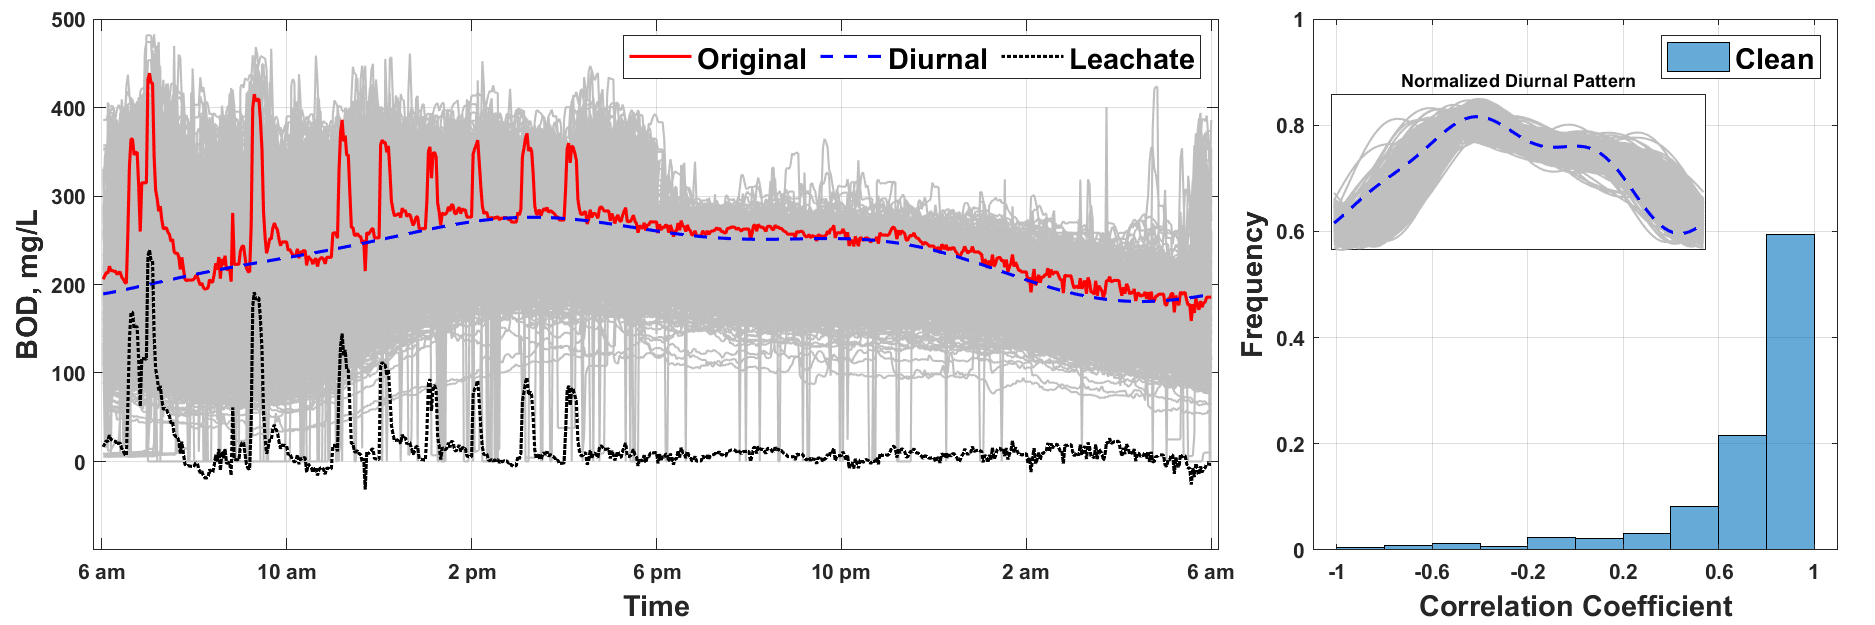 500
400
300
200
100
0
BOD, mg/L
Original Diurnal Leachate
6 am 10 am 2 pm 6 pm 10 pm 2 am 6 am
Time
1
0.8
0.6
0.4
0.2
0
Frequency
Clean
Normalized Diurnal Pattern
-1 -0.6 -0.2 0.2 0.6 1
Correlation Coefficient